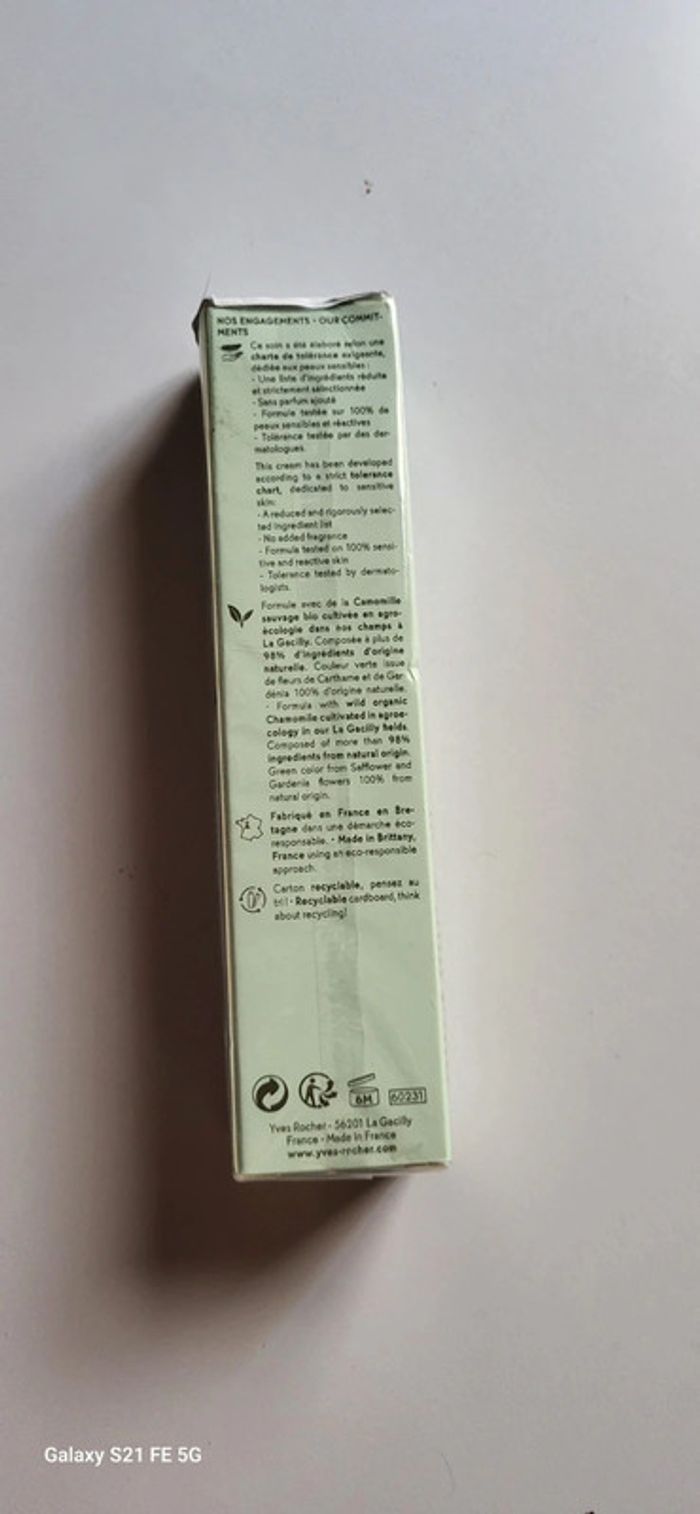 NOS ENGAGEMENTS • OUR COMMIT-
MENTS
Ce soin a été élaboré selon une
charte de tolérance exigeante,
dédiée aux peaux sensibles :
- Une liste d'ingrédients réduite
et strictement sélectionnée
- Sans parfum ajouté
- Formule testée sur 100% de
peaux sensibles et réactives
- Tolérance testée par des der-
matologues.
This cream has been developed
according to a strict tolerance
chart, dedicated to sensitive
skin:
- A reduced and rigorously selec-
ted ingredient list
- No added fragrance
- Formula tested on 100% sensi-
tive and reactive skin
- Tolerance tested by dermato-
logists.
Formule avec de la Camomille
sauvage bio cultivée en agro-
écologie dans nos champs à
La Gacilly. Composée à plus de
98% d'ingrédients d'origine
naturelle. Couleur verte issue
de fleurs de Carthame et de Gar-
dénia 100% d'origine naturelle.
• Formula with wild organic
Chamomile cultivated in agroe-
cology in our La Gacilly fields.
Composed of more than 98%
ingredients from natural origin.
Green color from Safflower and
Gardenia flowers 100% from
natural origin.
Fabriqué en France en Bre-
tagne dans une démarche éco-
responsable. • Made in Brittany,
France using an eco-responsible
approach.
Carton recyclable, pensez au
tri! • Recyclable cardboard, think
about recycling!
6M
60231
Yves Rocher - 56201 La Gacilly
France - Made in France
www.yves-rocher.com
Galaxy S21 FE 5G